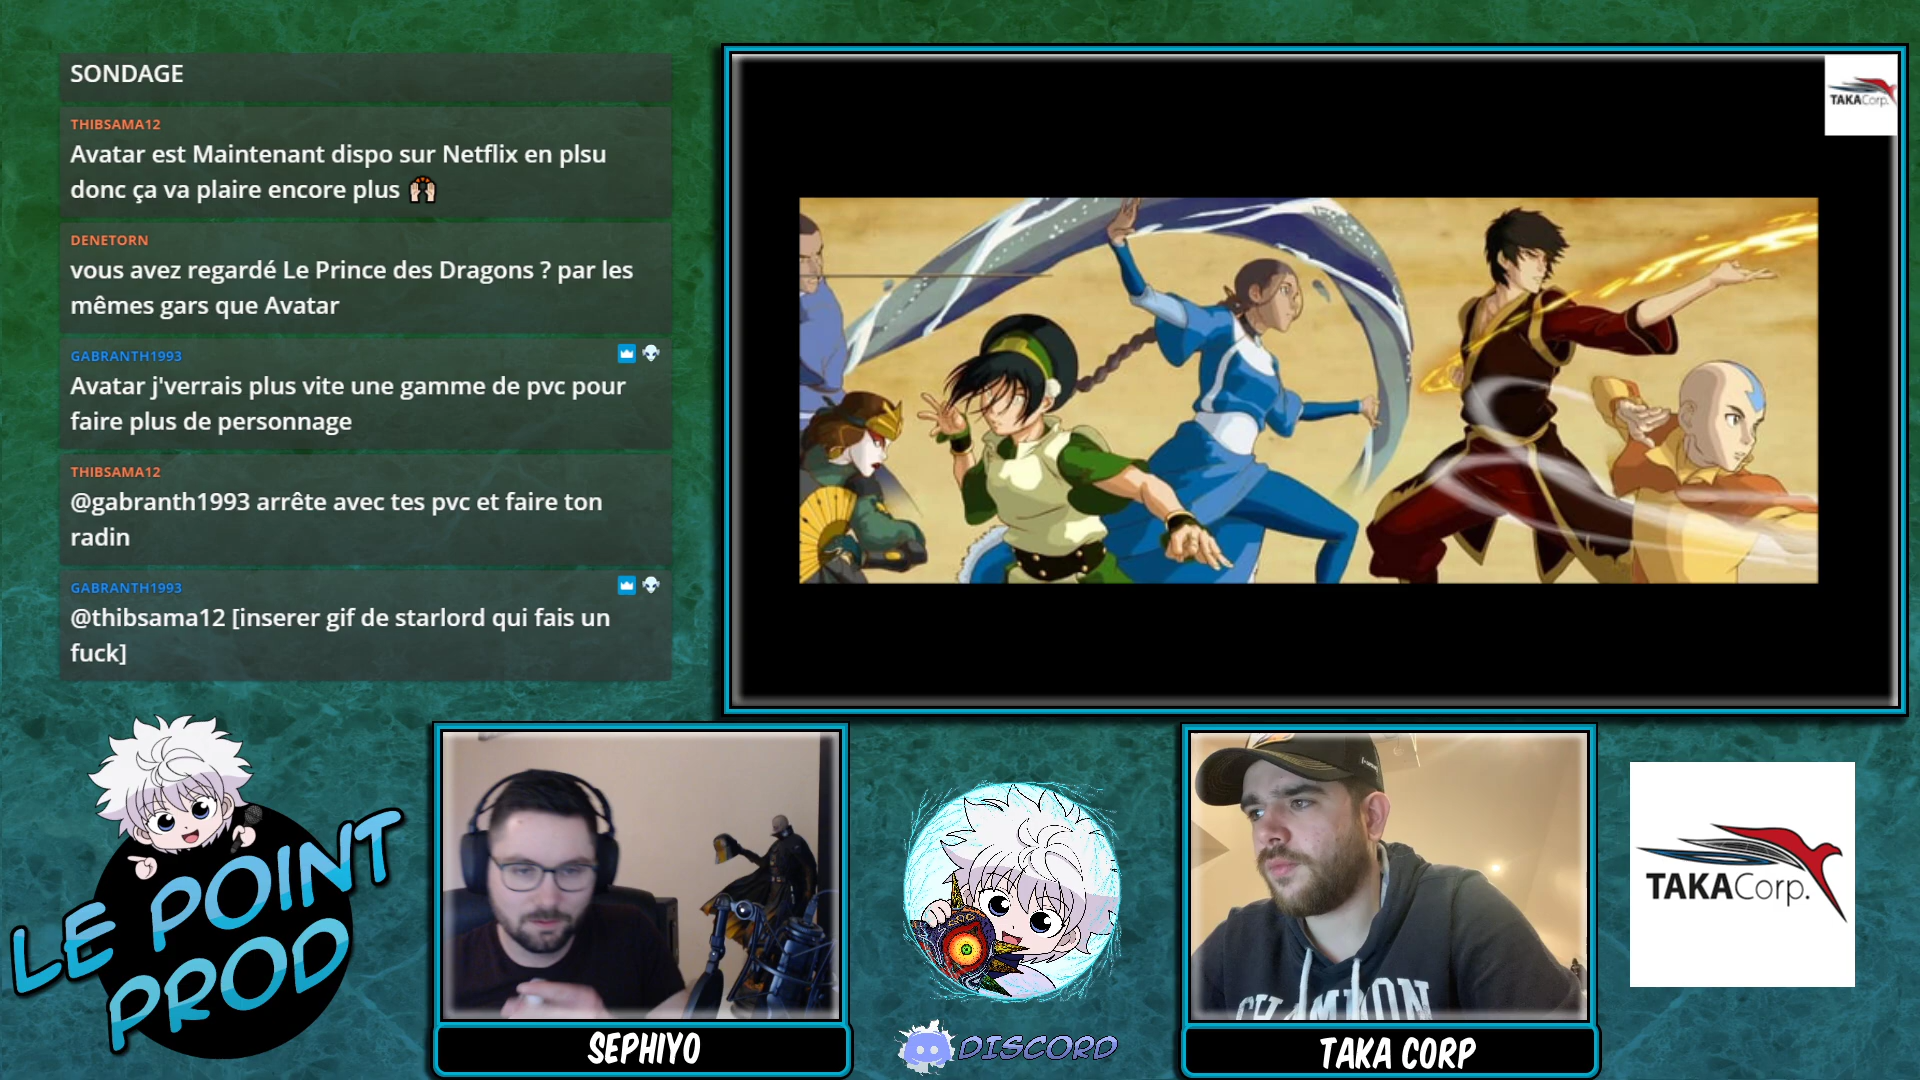 SONDAGE
THIBSAMA12
Avatar est Maintenant dispo sur Netflix en plsu
donc ça va plaire encore plus
DENETORN
vous avez regardé Le Prince des Dragons ? par les
mêmes gars que Avatar
GABRANTH1993
Avatar j'verrais plus vite une gamme de pvc pour
faire plus de personnage
THIBSAMA12
@gabranth1993 arrête avec tes pvc et faire ton
radin
GABRANTH1993
@thibsama12 [inserer gif de starlord qui fais un
fuck]
TAKACorp.
LE POINT
PROD
SEPHIYO
DISCORD
CHAMPION
TAKA CORP
TAKACorp.